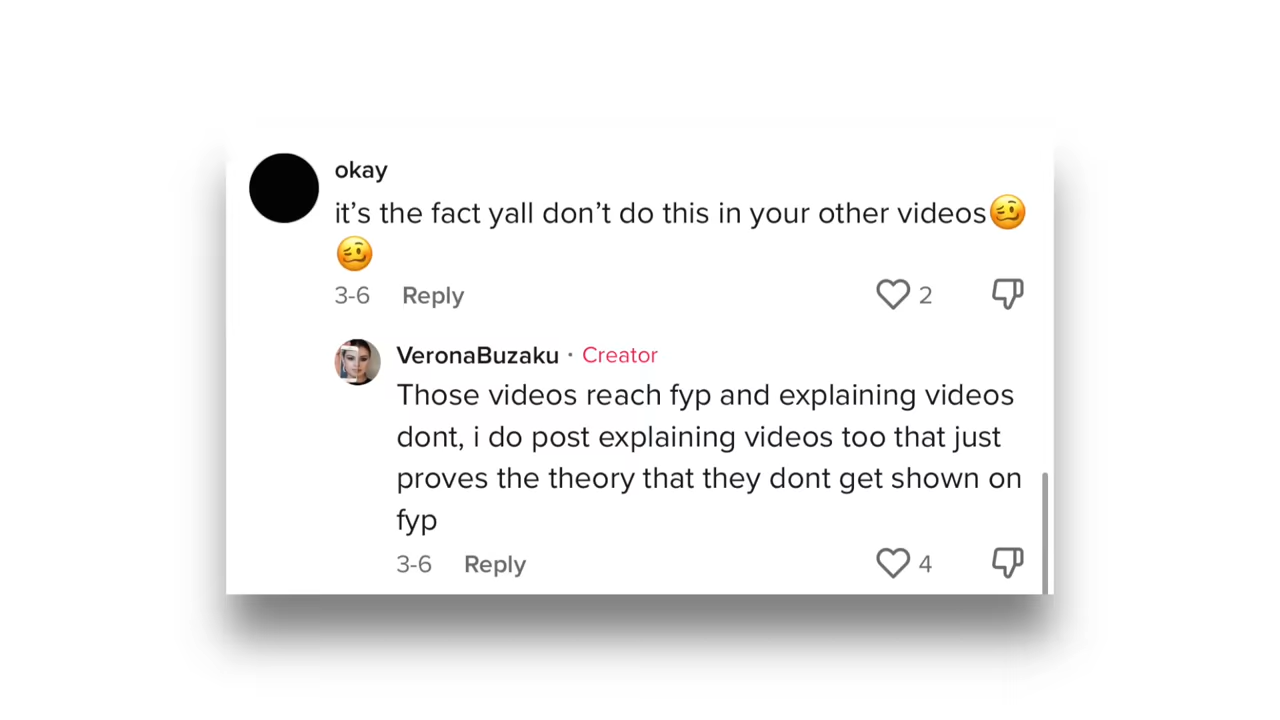 okay
it’s the fact yall don’t do this in your other videos🥴
🥴
3-6 Reply 2
VeronaBuzaku · Creator
Those videos reach fyp and explaining videos
dont, i do post explaining videos too that just
proves the theory that they dont get shown on
fyp
3-6 Reply 4